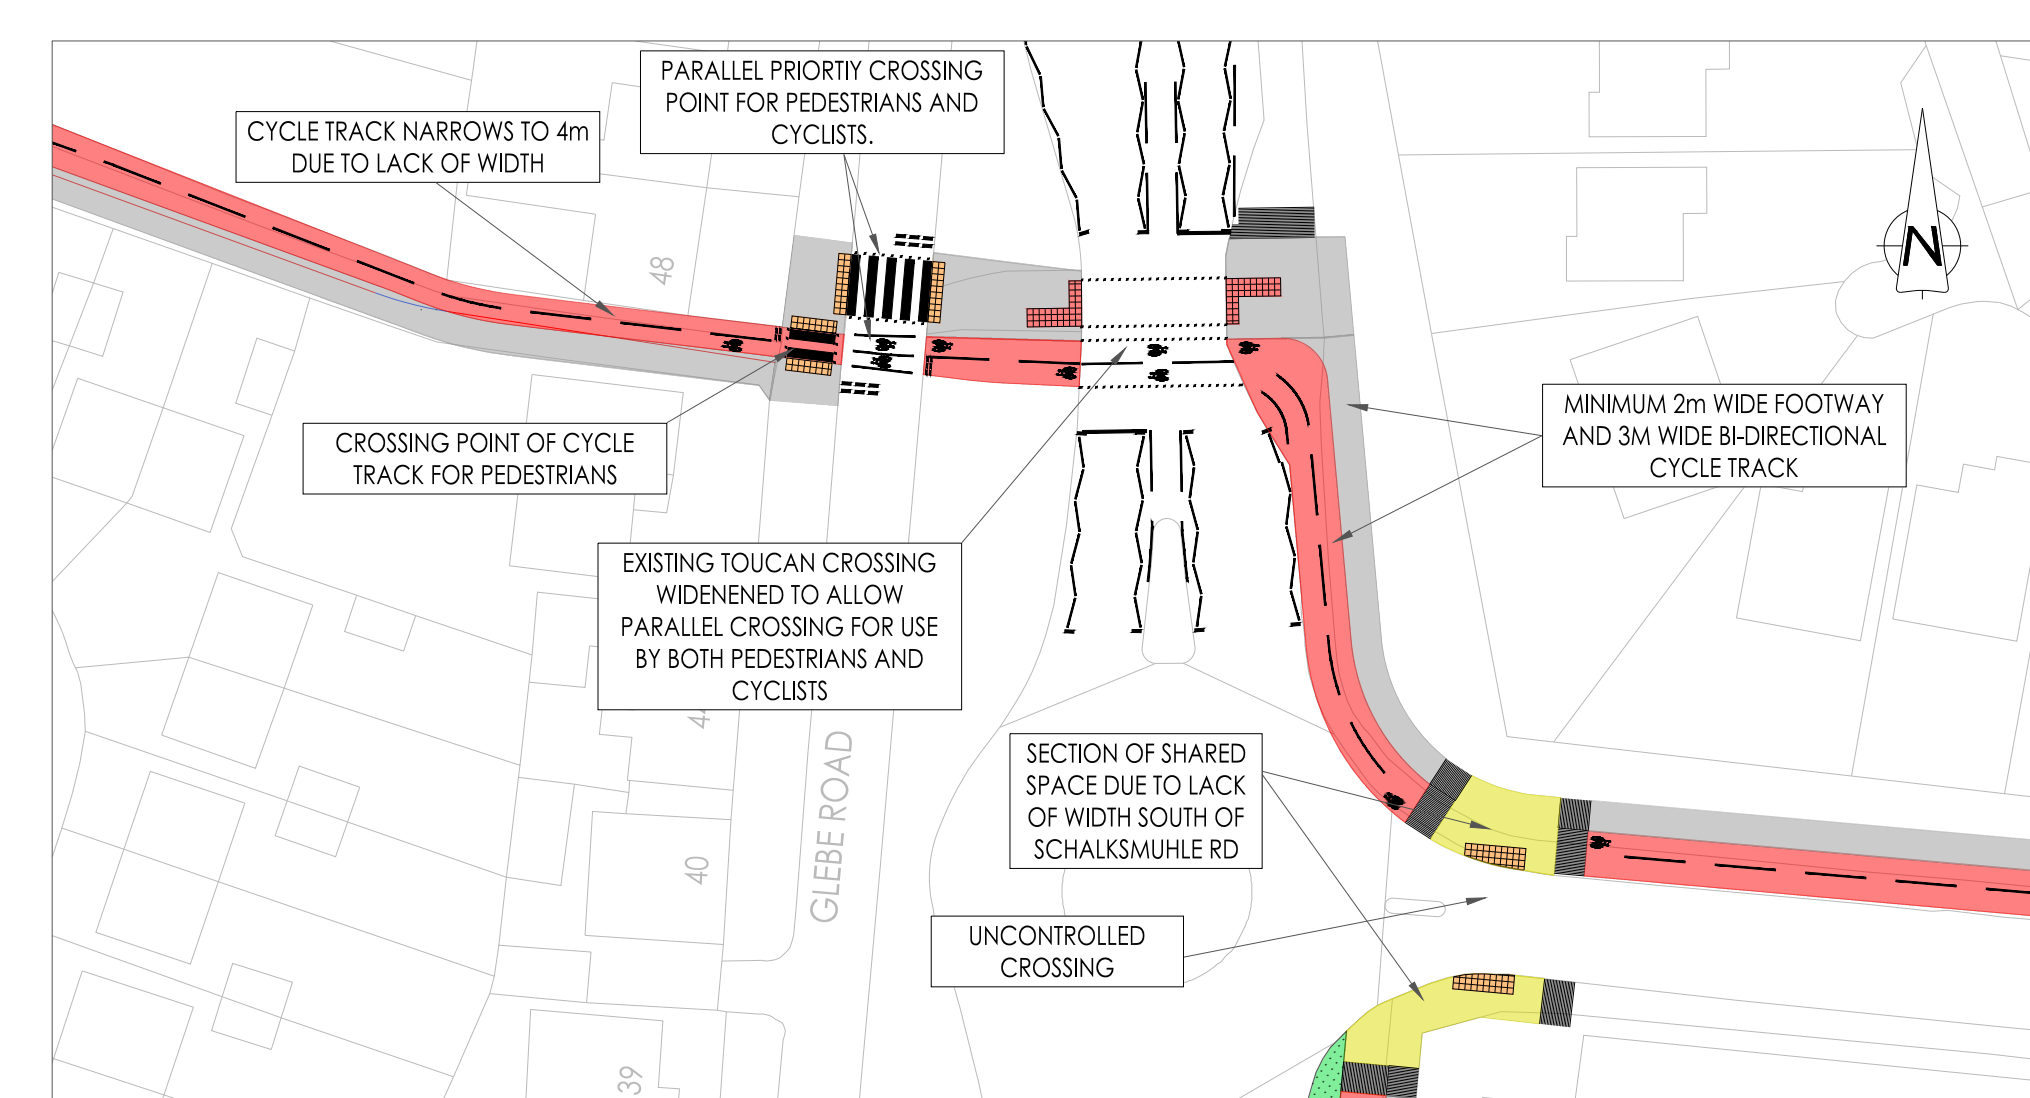 PARALLEL PRIORTIY CROSSING
POINT FOR PEDESTRIANS AND
CYCLISTS.
CYCLE TRACK NARROWS TO 4m
DUE TO LACK OF WIDTH
48
N
MINIMUM 2m WIDE FOOTWAY
AND 3M WIDE BI-DIRECTIONAL
CYCLE TRACK
CROSSING POINT OF CYCLE
TRACK FOR PEDESTRIANS
EXISTING TOUCAN CROSSING
WIDENENED TO ALLOW
PARALLEL CROSSING FOR USE
BY BOTH PEDESTRIANS AND
CYCLISTS
SECTION OF SHARED
SPACE DUE TO LACK
OF WIDTH SOUTH OF
SCHALKSMUHLE RD
GLEBE ROAD
40
UNCONTROLLED
CROSSING
39